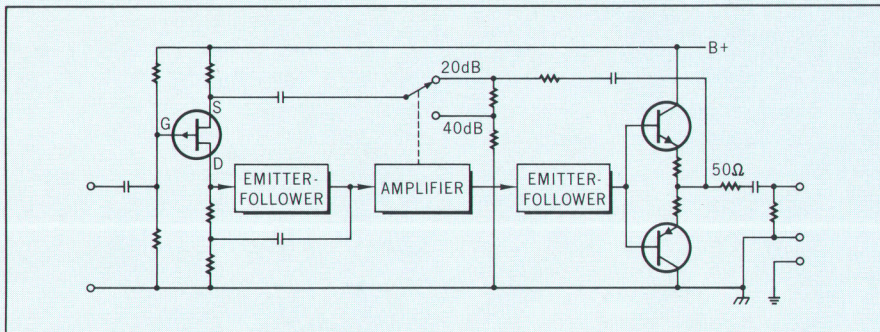 B+
20dB
S
G
40dB
D
50Ω
EMITTER-
FOLLOWER
AMPLIFIER
EMITTER-
FOLLOWER